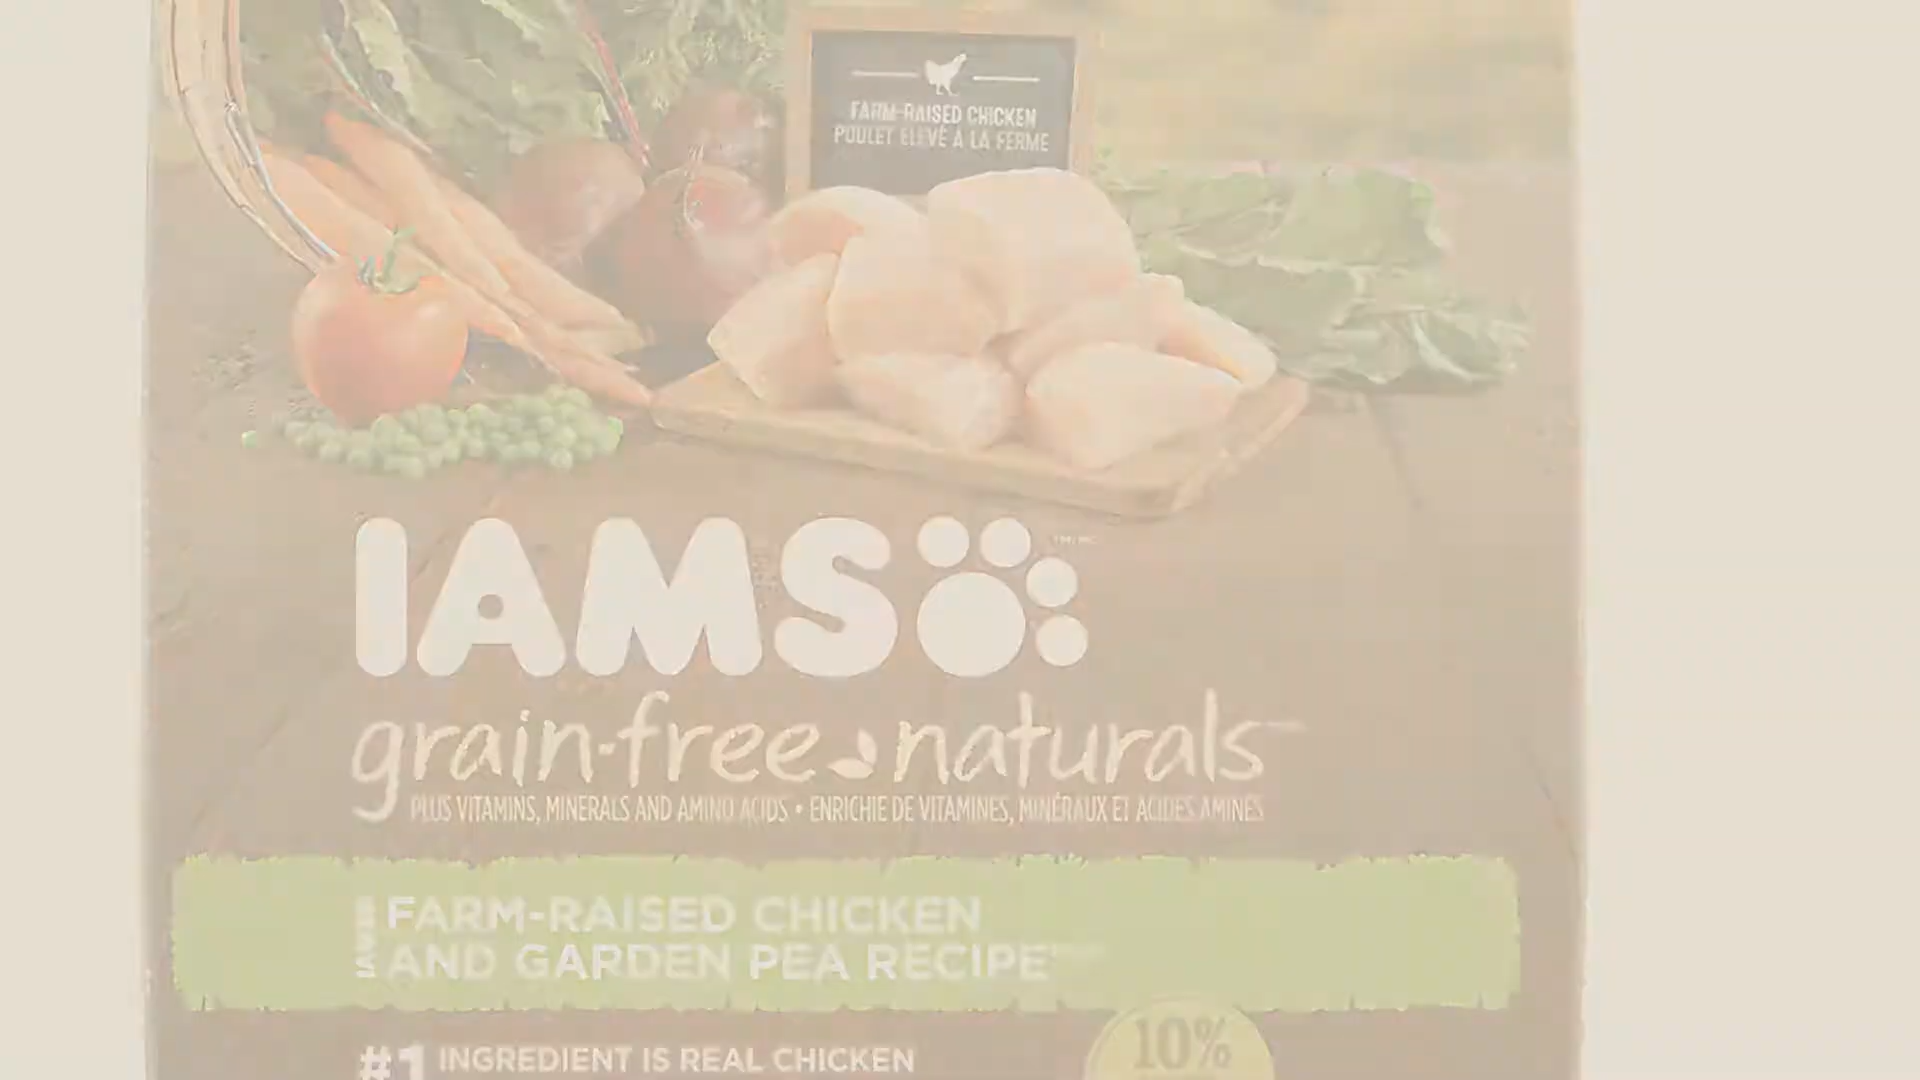 FARM-RAISED CHICKEN
POULET ÉLEVÉ À LA FERME
IAMS
grain-free naturals
PLUS VITAMINS, MINERALS AND AMINO ACIDS • ENRICHIE DE VITAMINES, MINÉRAUX ET ACIDES AMINÉS
FARM-RAISED CHICKEN
AND GARDEN PEA RECIPE
#1 INGREDIENT IS REAL CHICKEN
10%